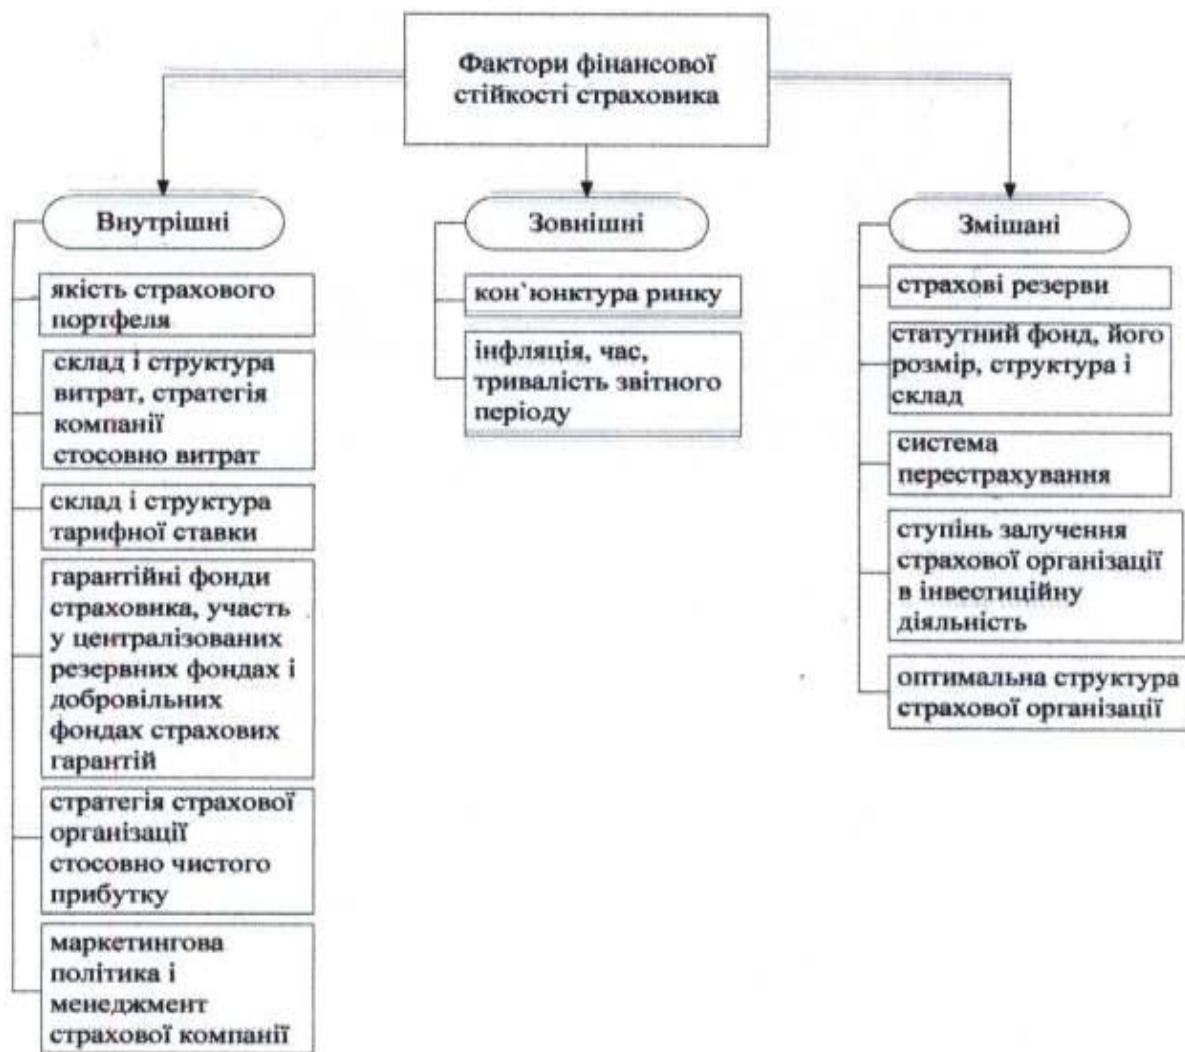 Фактори фінансової
стійкості страховика
Внутрішні
якість страхового
портфеля
склад і структура
витрат, стратегія
компанії
стосовно витрат
склад і структура
тарифної ставки
гарантійні фонди
страховика, участь
у централізованих
резервних фондах і
добровільних
фондах страхових
гарантій
стратегія страхової
організації
стосовно чистого
прибутку
маркетингова
політика і
менеджмент
страхової компанії
Зовнішні
кон`юнктура ринку
інфляція, час,
тривалість звітного
періоду
Змішані
страхові резерви
статутний фонд, його
розмір, структура і
склад
система
перестрахування
ступінь залучення
страхової організації
в інвестиційну
діяльність
оптимальна структура
страхової організації